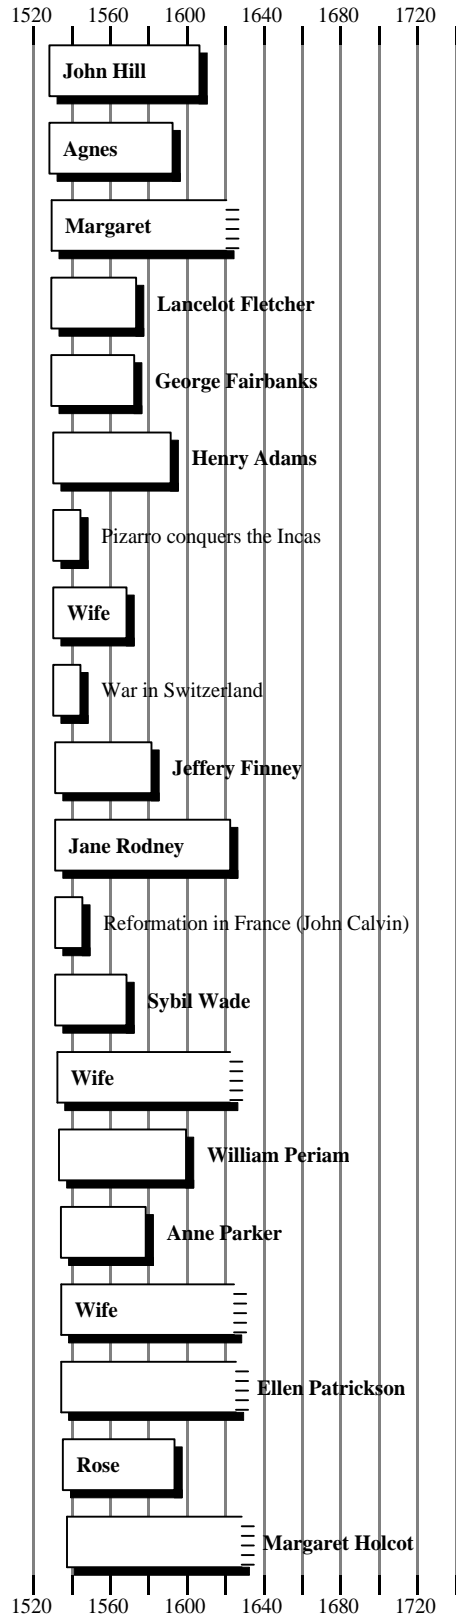 1520 1560 1600 1640 1680 1720
John Hill
Agnes
Margaret
Lancelot Fletcher
George Fairbanks
Henry Adams
Pizarro conquers the Incas
Wife
War in Switzerland
Jeffery Finney
Jane Rodney
Reformation in France (John Calvin)
Sybil Wade
Wife
William Periam
Anne Parker
Wife
Ellen Patrickson
Rose
Margaret Holcot
1520 1560 1600 1640 1680 1720